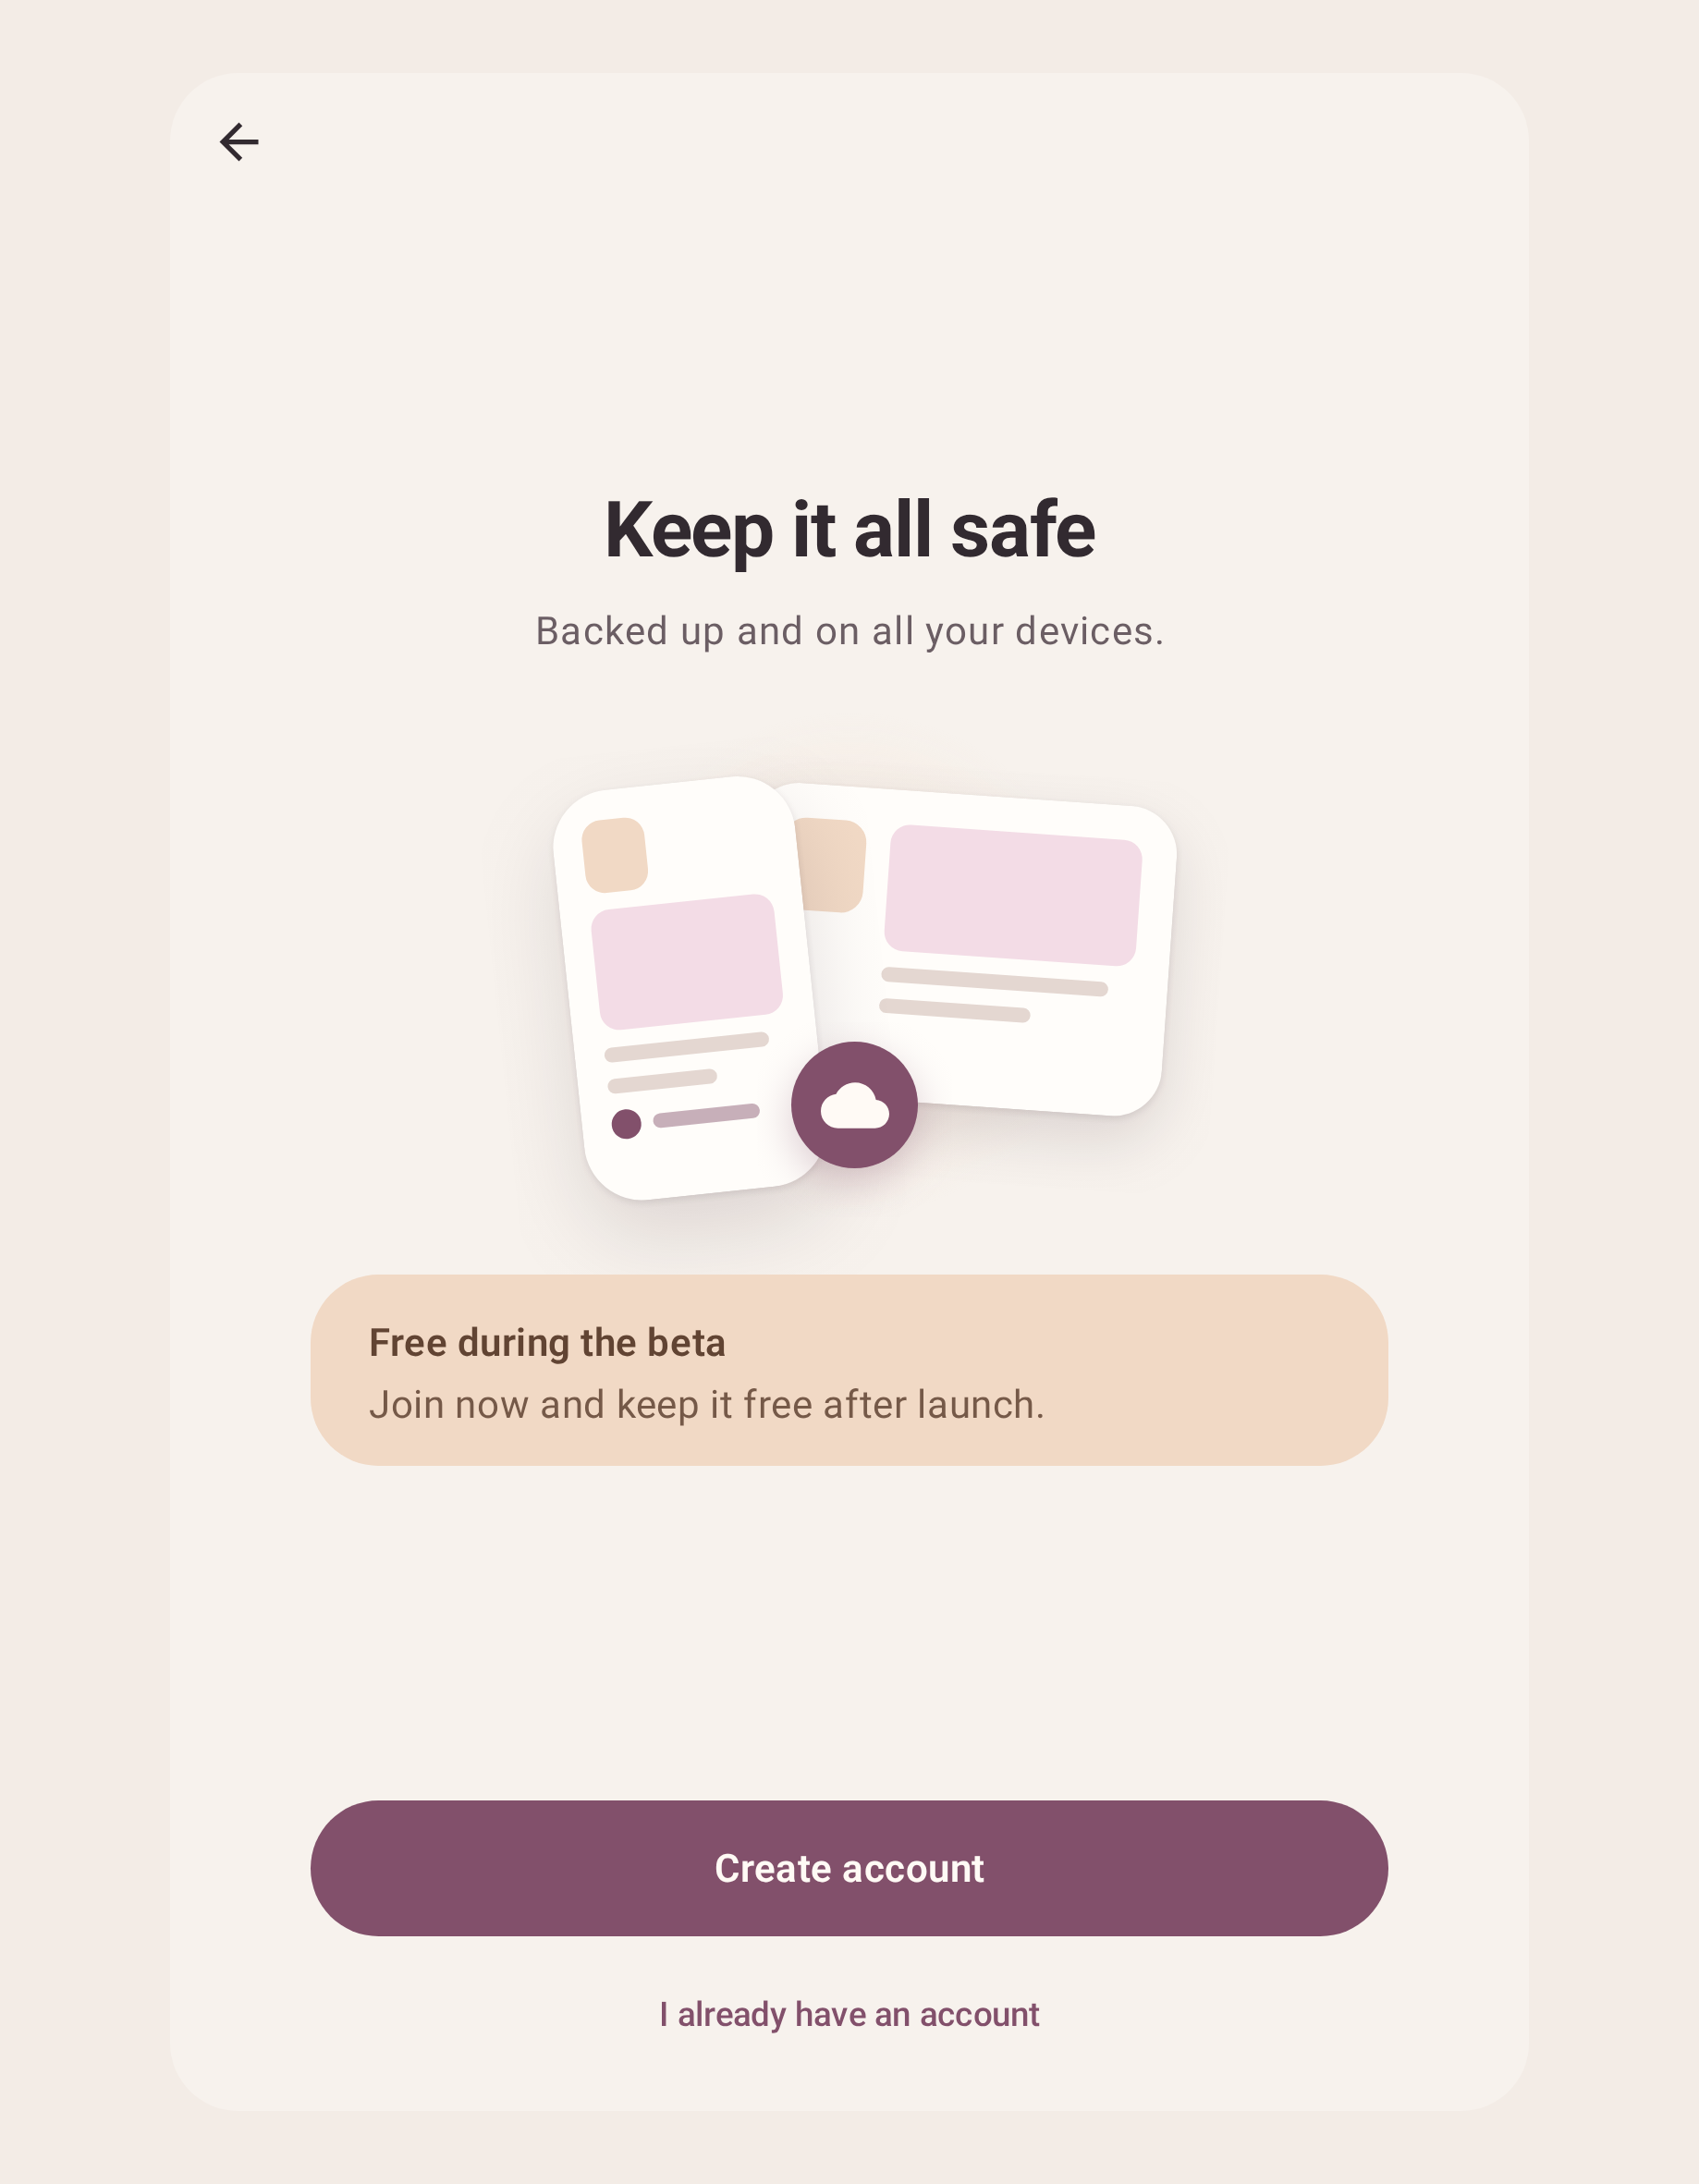 Keep it all safe
Backed up and on all your devices.
Free during the beta
Join now and keep it free after launch.
Create account
I already have an account